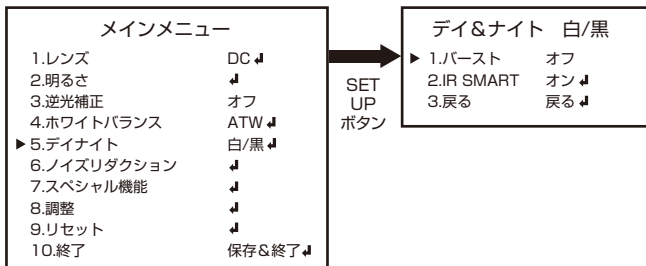 メインメニュー
1.レンズ DC↲
2.明るさ ↲
3.逆光補正 オフ
4.ホワイトバランス ATW↲
▶5.デイナイト 白/黒↲
6.ノイズリダクション ↲
7.スペシャル機能 ↲
8.調整 ↲
9.リセット ↲
10.終了 保存&終了↲
SET
UP
ボタン
デイ&ナイト 白/黒
▶ 1.バースト オフ
2.IR SMART オン↲
3.戻る 戻る↲